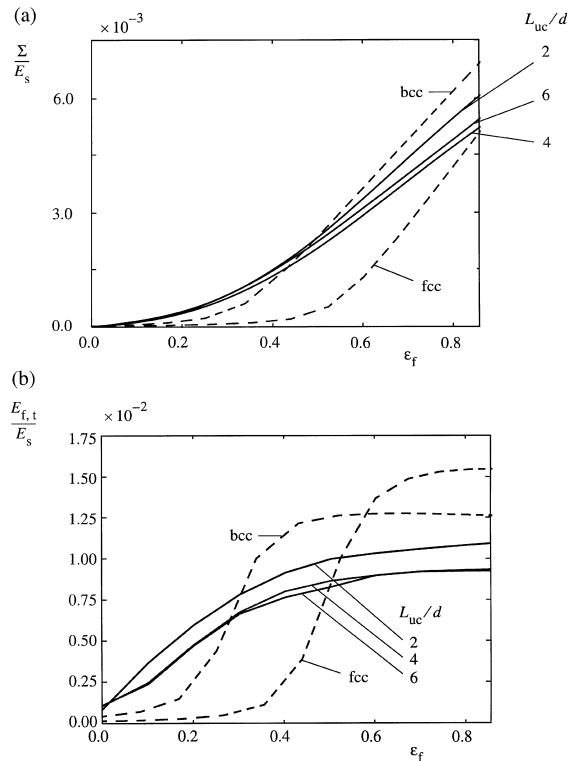 (a)
×10⁻³
Σ/Eₛ
L_uc/d
2
6
4
bcc
fcc
6.0
3.0
0.0
0.0 0.2 0.4 0.6 0.8
ε_f
(b)
×10⁻²
E_f, t/Eₛ
1.75
1.50
1.25
1.00
0.75
0.50
0.25
0.00
bcc
L_uc/d
2
4
6
fcc
0.0 0.2 0.4 0.6 0.8
ε_f